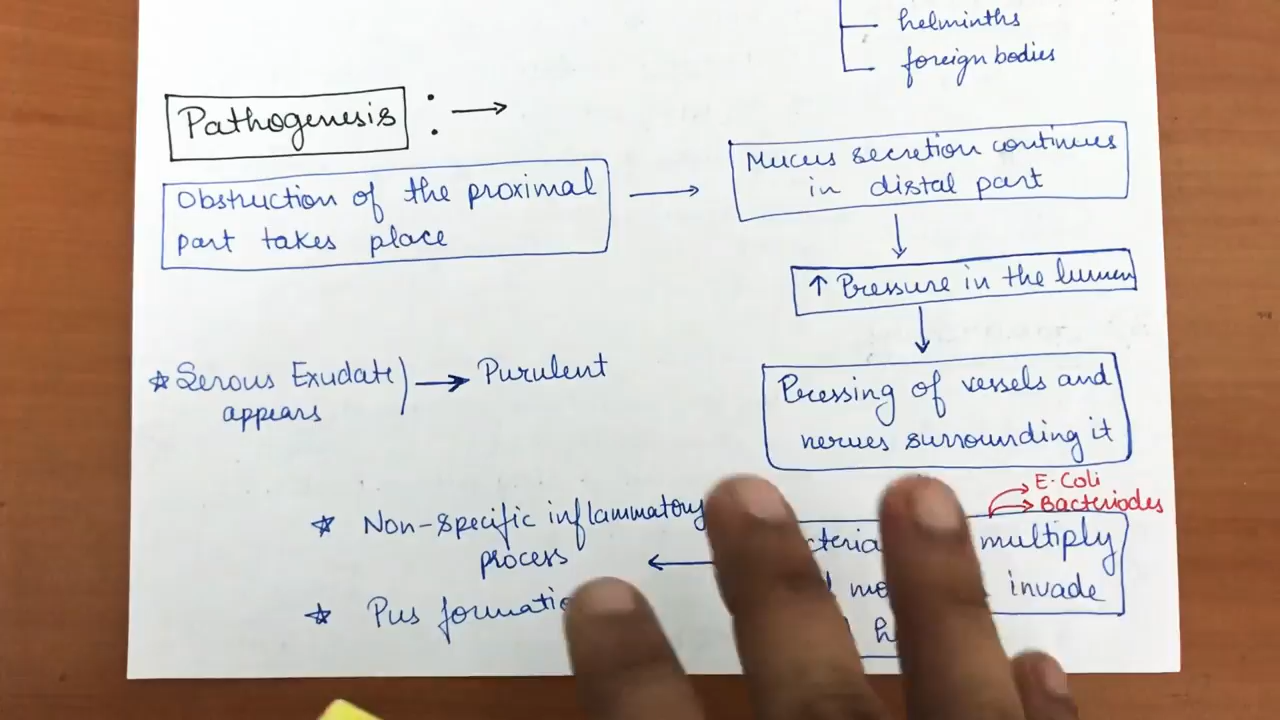 helminths
foreign bodies
Pathogenesis : →
Obstruction of the proximal
part takes place
→
Mucus secretion continues
in distal part
↑ Pressure in the lumen
Pressing of vessels and
nerves surrounding it
☆ Serous Exudate
appears
→ Purulent
E. Coli
Bacteriodes
multiply
invade
☆ Non-specific inflammatory
process
☆ Pus